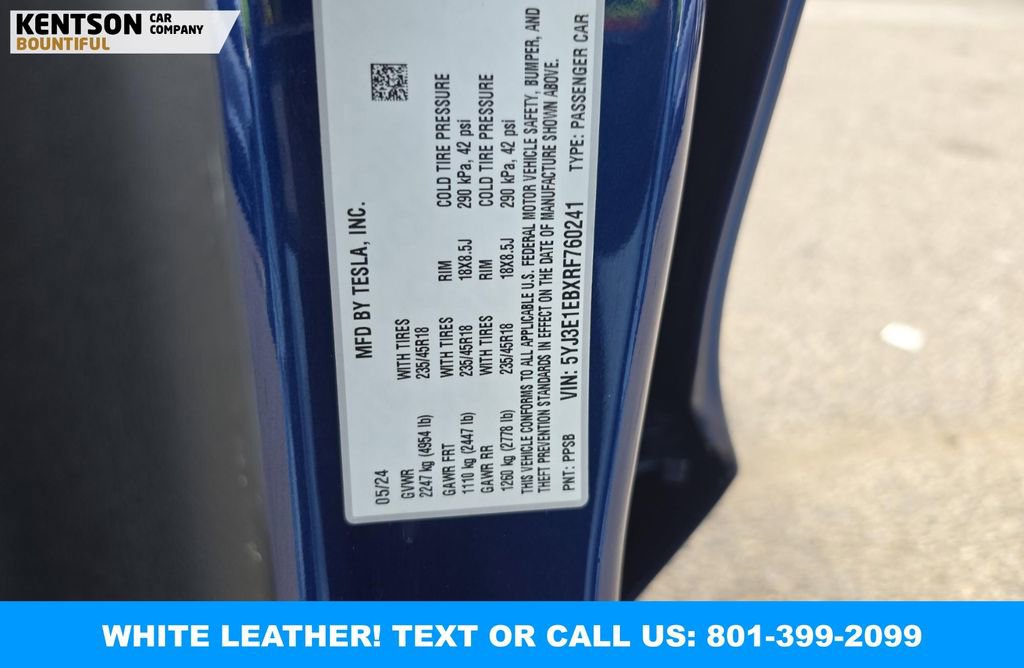 KENTSON CAR COMPANY
BOUNTIFUL
MFD BY TESLA, INC.
05/24
GVWR WITH TIRES
2247 kg (4954 lb) 235/45R18
GAWR FRT WITH TIRES RIM COLD TIRE PRESSURE
1110 kg (2447 lb) 235/45R18 18X8.5J 290 kPa, 42 psi
GAWR RR WITH TIRES RIM COLD TIRE PRESSURE
1260 kg (2778 lb) 235/45R18 18X8.5J 290 kPa, 42 psi
THIS VEHICLE CONFORMS TO ALL APPLICABLE U.S. FEDERAL MOTOR VEHICLE SAFETY, BUMPER, AND
THEFT PREVENTION STANDARDS IN EFFECT ON THE DATE OF MANUFACTURE SHOWN ABOVE.
PNT: PPSB VIN: 5YJ3E1EBXRF760241 TYPE: PASSENGER CAR
WHITE LEATHER! TEXT OR CALL US: 801-399-2099